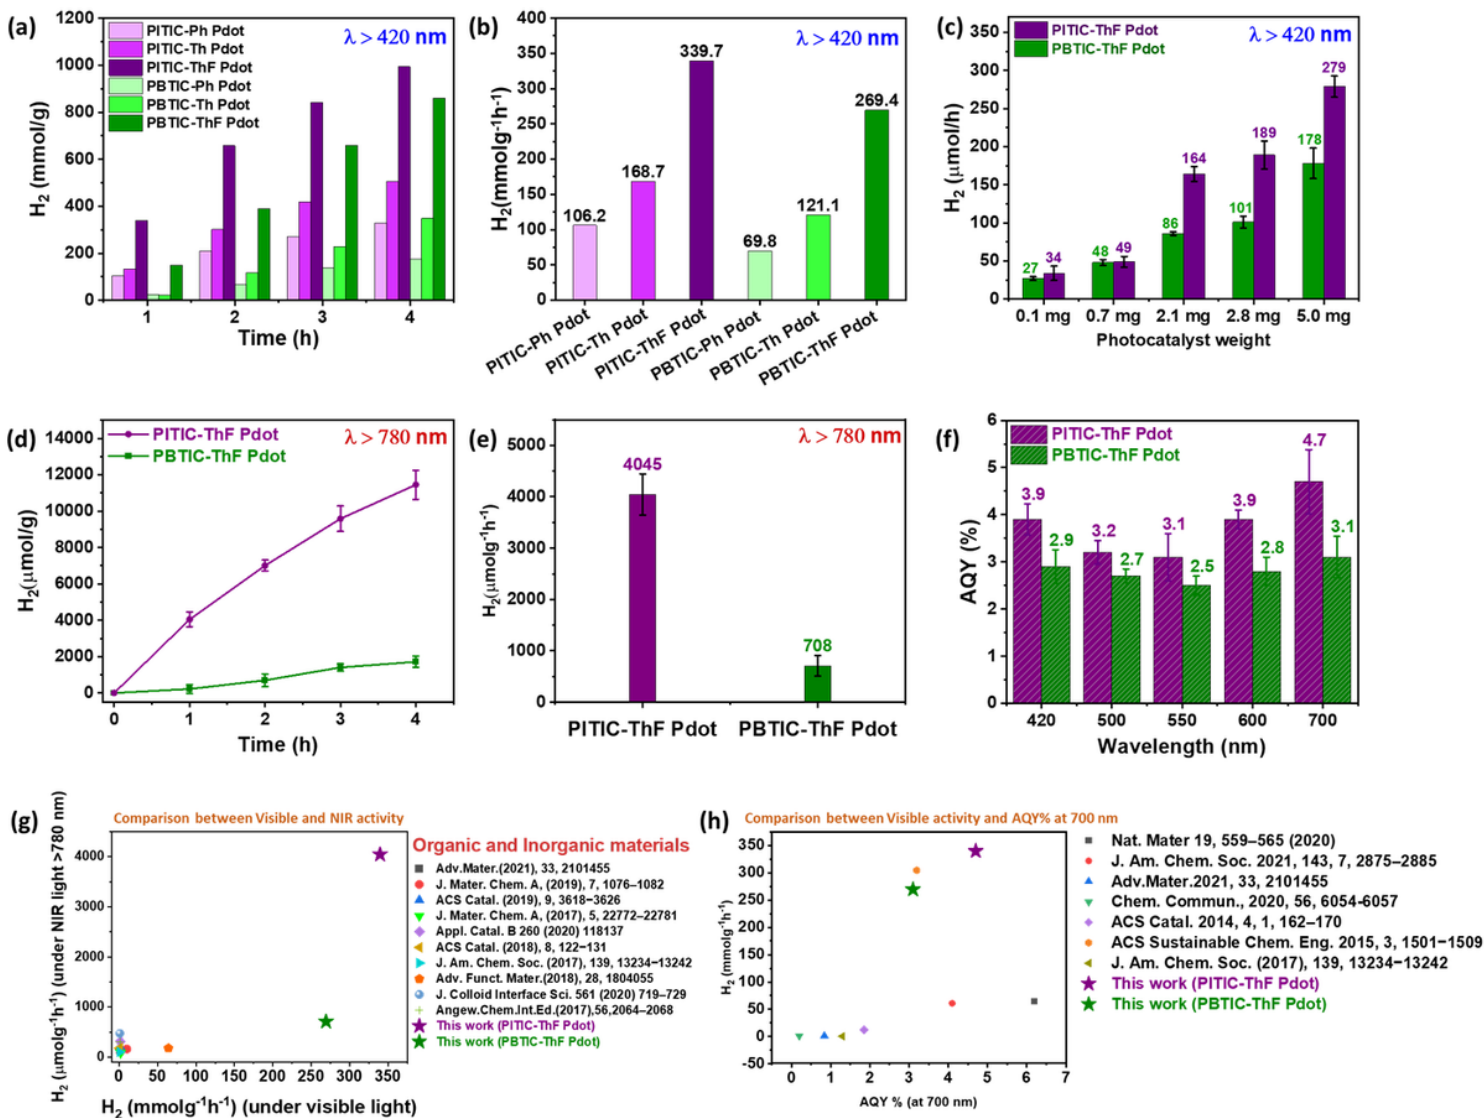 (a)
1200
1000
800
600
400
200
0
H2 (mmol/g)
PITIC-Ph Pdot
PITIC-Th Pdot
PITIC-ThF Pdot
PBTIC-Ph Pdot
PBTIC-Th Pdot
PBTIC-ThF Pdot
λ > 420 nm
1 2 3 4
Time (h)
(b)
400
350
300
250
200
150
100
50
0
H2(mmolg-1h-1)
λ > 420 nm
106.2
168.7
339.7
69.8
121.1
269.4
PITIC-Ph Pdot
PITIC-Th Pdot
PITIC-ThF Pdot
PBTIC-Ph Pdot
PBTIC-Th Pdot
PBTIC-ThF Pdot
(c)
350
300
250
200
150
100
50
0
H2 (μmol/h)
PITIC-ThF Pdot
PBTIC-ThF Pdot
λ > 420 nm
27 34
48 49
86 164
101 189
178 279
0.1 mg 0.7 mg 2.1 mg 2.8 mg 5.0 mg
Photocatalyst weight
(d)
14000
12000
10000
8000
6000
4000
2000
0
H2(μmol/g)
PITIC-ThF Pdot
PBTIC-ThF Pdot
λ > 780 nm
0 1 2 3 4
Time (h)
(e)
5000
4000
3000
2000
1000
0
H2(μmolg-1h-1)
λ > 780 nm
4045
708
PITIC-ThF Pdot PBTIC-ThF Pdot
(f)
6
5
4
3
2
1
0
AQY (%)
PITIC-ThF Pdot
PBTIC-ThF Pdot
3.9 2.9
3.2 2.7
3.1 2.5
3.9 2.8
4.7 3.1
420 500 550 600 700
Wavelength (nm)
(g)
Comparison between Visible and NIR activity
4000
3000
2000
1000
0
H2 (μmolg-1h-1) (under NIR light >780 nm)
0 50 100 150 200 250 300 350
H2 (mmolg-1h-1) (under visible light)
Organic and Inorganic materials
Adv.Mater.(2021), 33, 2101455
J. Mater. Chem. A, (2019), 7, 1076–1082
ACS Catal. (2019), 9, 3618−3626
J. Mater. Chem. A, (2017), 5, 22772–22781
Appl. Catal. B 260 (2020) 118137
ACS Catal. (2018), 8, 122−131
J. Am. Chem. Soc. (2017), 139, 13234−13242
Adv. Funct. Mater.(2018), 28, 1804055
J. Colloid Interface Sci. 561 (2020) 719–729
Angew.Chem.Int.Ed.(2017),56,2064–2068
This work (PITIC-ThF Pdot)
This work (PBTIC-ThF Pdot)
(h)
Comparison between Visible activity and AQY% at 700 nm
350
300
250
200
150
100
50
0
-50
H2 (mmolg-1h-1)
0 1 2 3 4 5 6 7
AQY % (at 700 nm)
Nat. Mater 19, 559–565 (2020)
J. Am. Chem. Soc. 2021, 143, 7, 2875–2885
Adv.Mater.2021, 33, 2101455
Chem. Commun., 2020, 56, 6054-6057
ACS Catal. 2014, 4, 1, 162–170
ACS Sustainable Chem. Eng. 2015, 3, 1501−1509
J. Am. Chem. Soc. (2017), 139, 13234−13242
This work (PITIC-ThF Pdot)
This work (PBTIC-ThF Pdot)